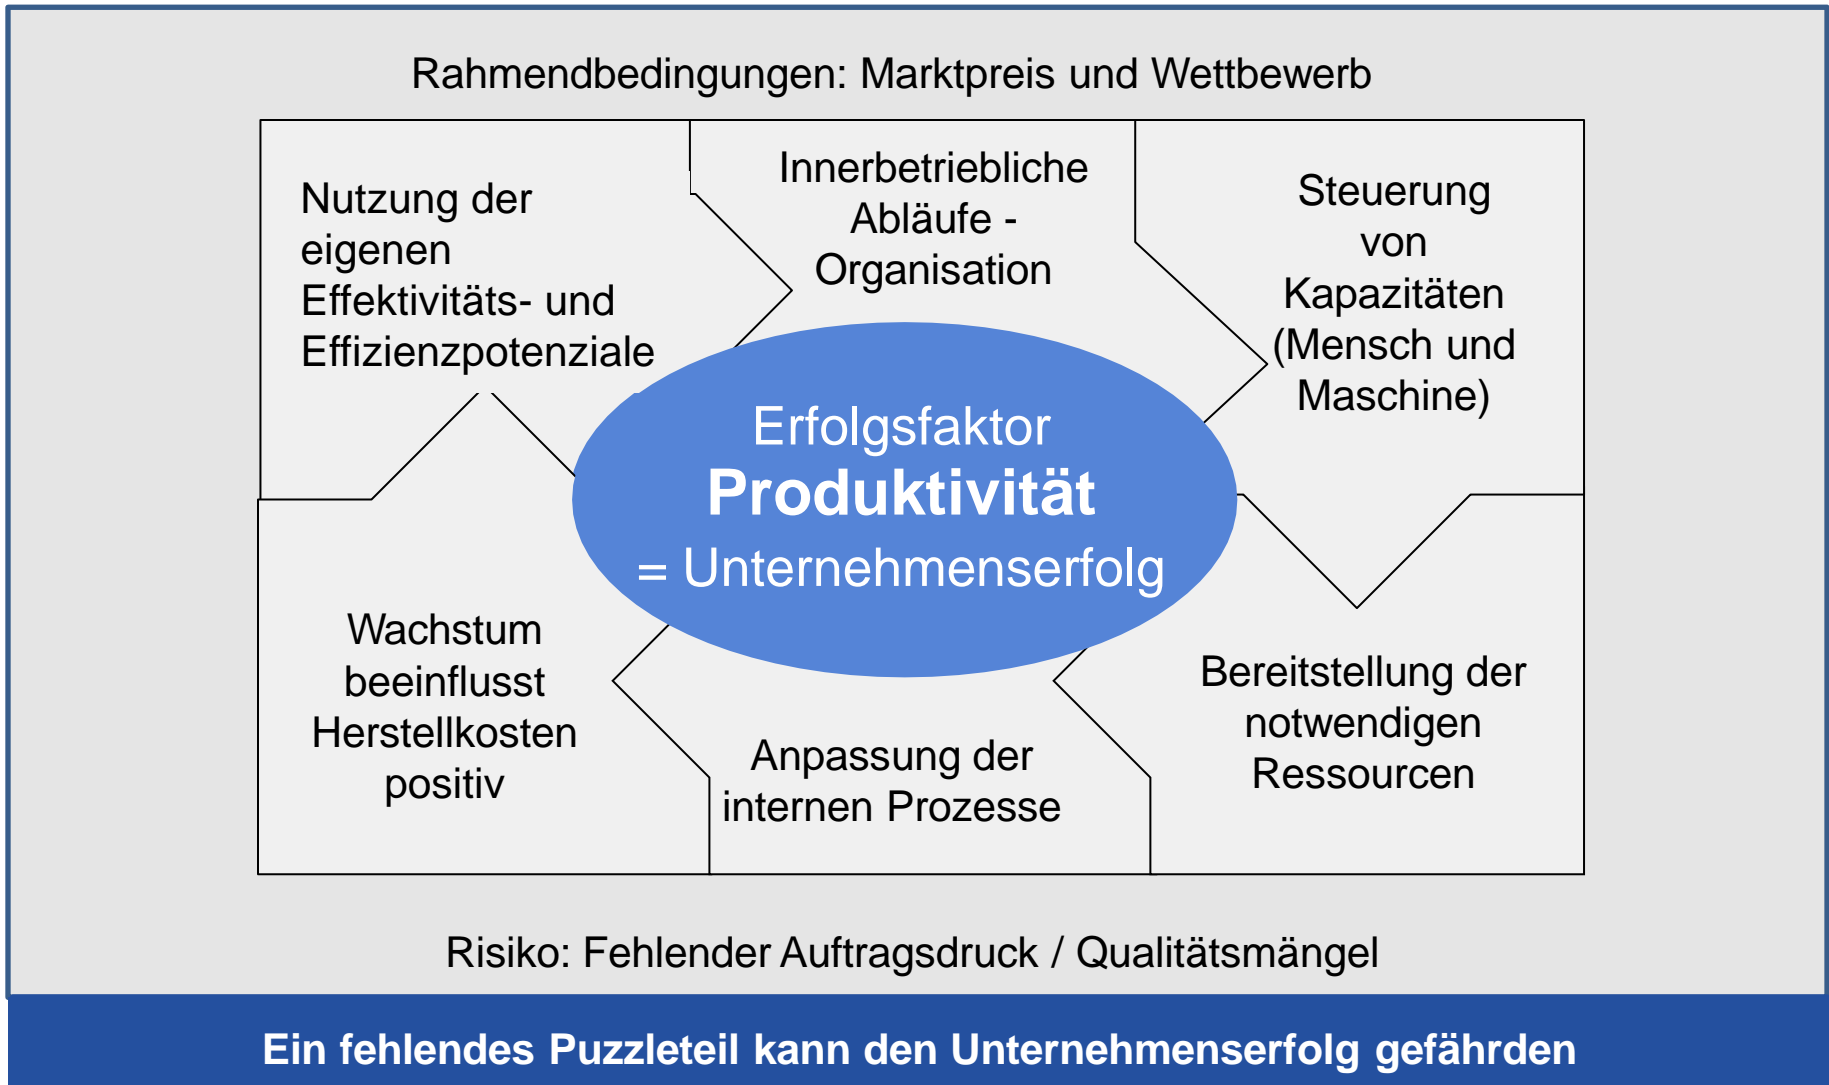 Rahmendbedingungen: Marktpreis und Wettbewerb
Nutzung der
eigenen
Effektivitäts- und
Effizienzpotenziale
Innerbetriebliche
Abläufe -
Organisation
Steuerung
von
Kapazitäten
(Mensch und
Maschine)
Erfolgsfaktor
Produktivität
= Unternehmenserfolg
Wachstum
beeinflusst
Herstellkosten
positiv
Anpassung der
internen Prozesse
Bereitstellung der
notwendigen
Ressourcen
Risiko: Fehlender Auftragsdruck / Qualitätsmängel
Ein fehlendes Puzzleteil kann den Unternehmenserfolg gefährden